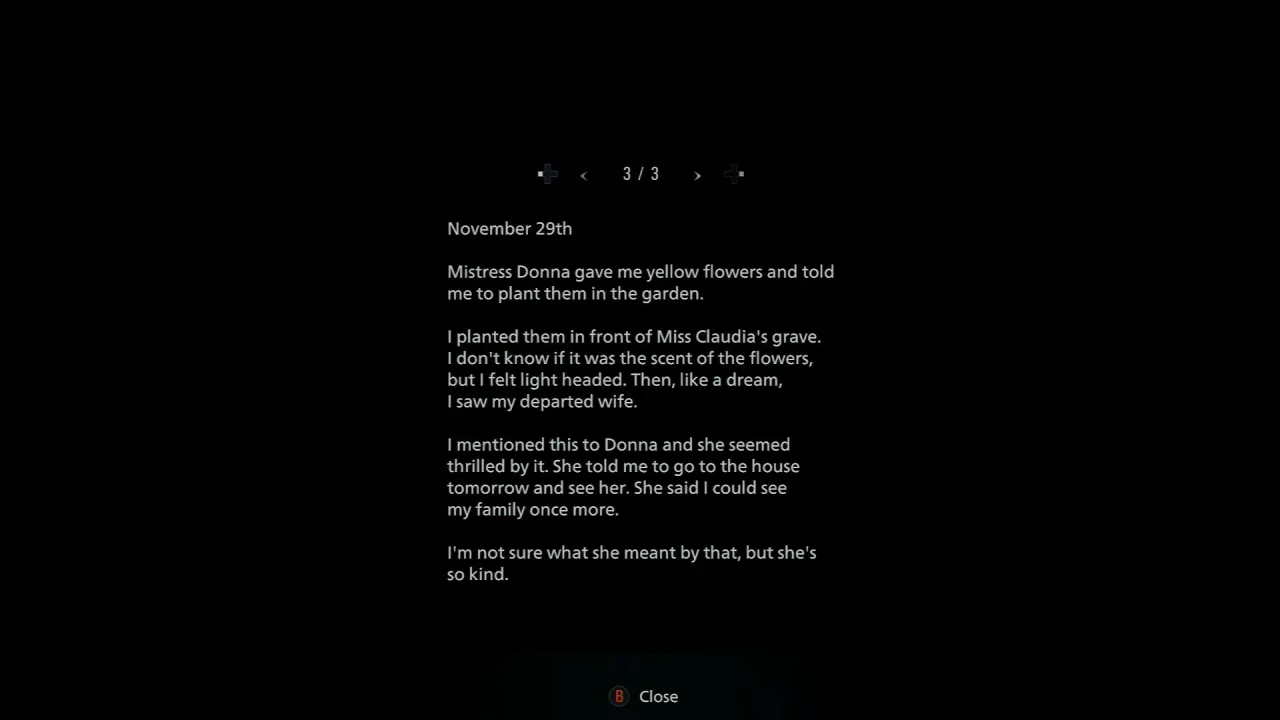 < 3 / 3 >
November 29th
Mistress Donna gave me yellow flowers and told
me to plant them in the garden.
I planted them in front of Miss Claudia's grave.
I don't know if it was the scent of the flowers,
but I felt light headed. Then, like a dream,
I saw my departed wife.
I mentioned this to Donna and she seemed
thrilled by it. She told me to go to the house
tomorrow and see her. She said I could see
my family once more.
I'm not sure what she meant by that, but she's
so kind.
B Close